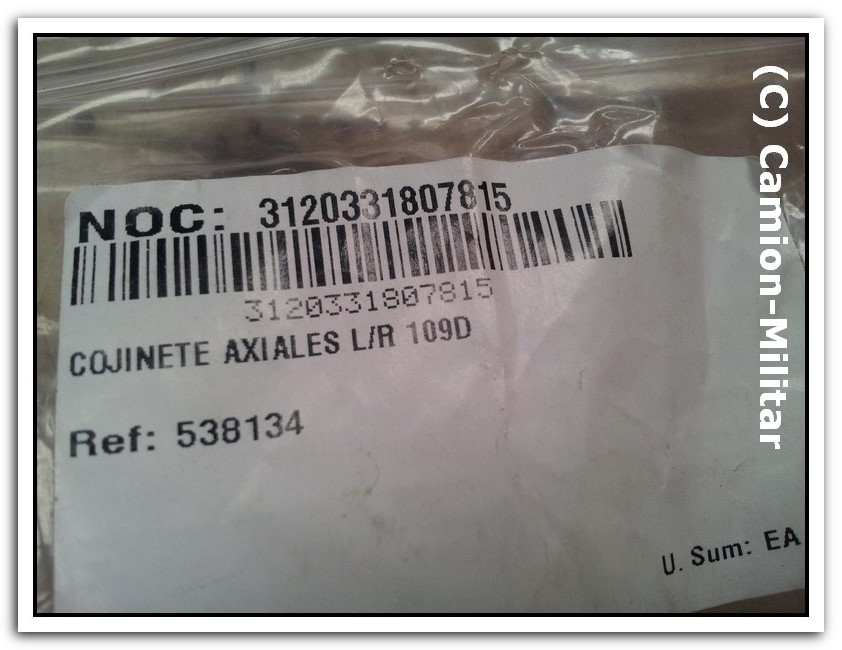 NOC: 3120331807815
3120331807815
COJINETE AXIALES L/R 109D
Ref: 538134
U. Sum: EA
(C) Camion-Militar